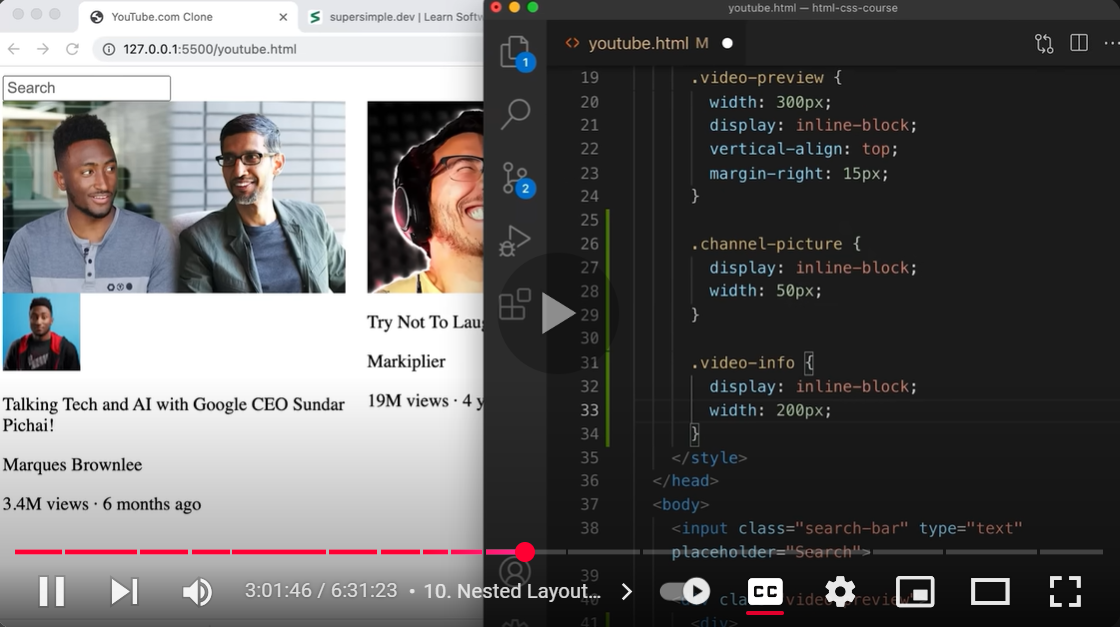 YouTube.com Clone
supersimple.dev | Learn Softw
127.0.0.1:5500/youtube.html
Search
Talking Tech and AI with Google CEO Sundar
Pichai!
Marques Brownlee
3.4M views · 6 months ago
Try Not To Laug
Markiplier
19M views · 4 y
youtube.html — html-css-course
youtube.html M
1
2
19 .video-preview {
20 width: 300px;
21 display: inline-block;
22 vertical-align: top;
23 margin-right: 15px;
24 }
25
26 .channel-picture {
27 display: inline-block;
28 width: 50px;
29 }
30
31 .video-info {
32 display: inline-block;
33 width: 200px;
34 }
35 </style>
36 </head>
37 <body>
38 <input class="search-bar" type="text"
placeholder="Search">
39
40 <div class="video-preview">
41 <div>
3:01:46 / 6:31:23 • 10. Nested Layout...
CC